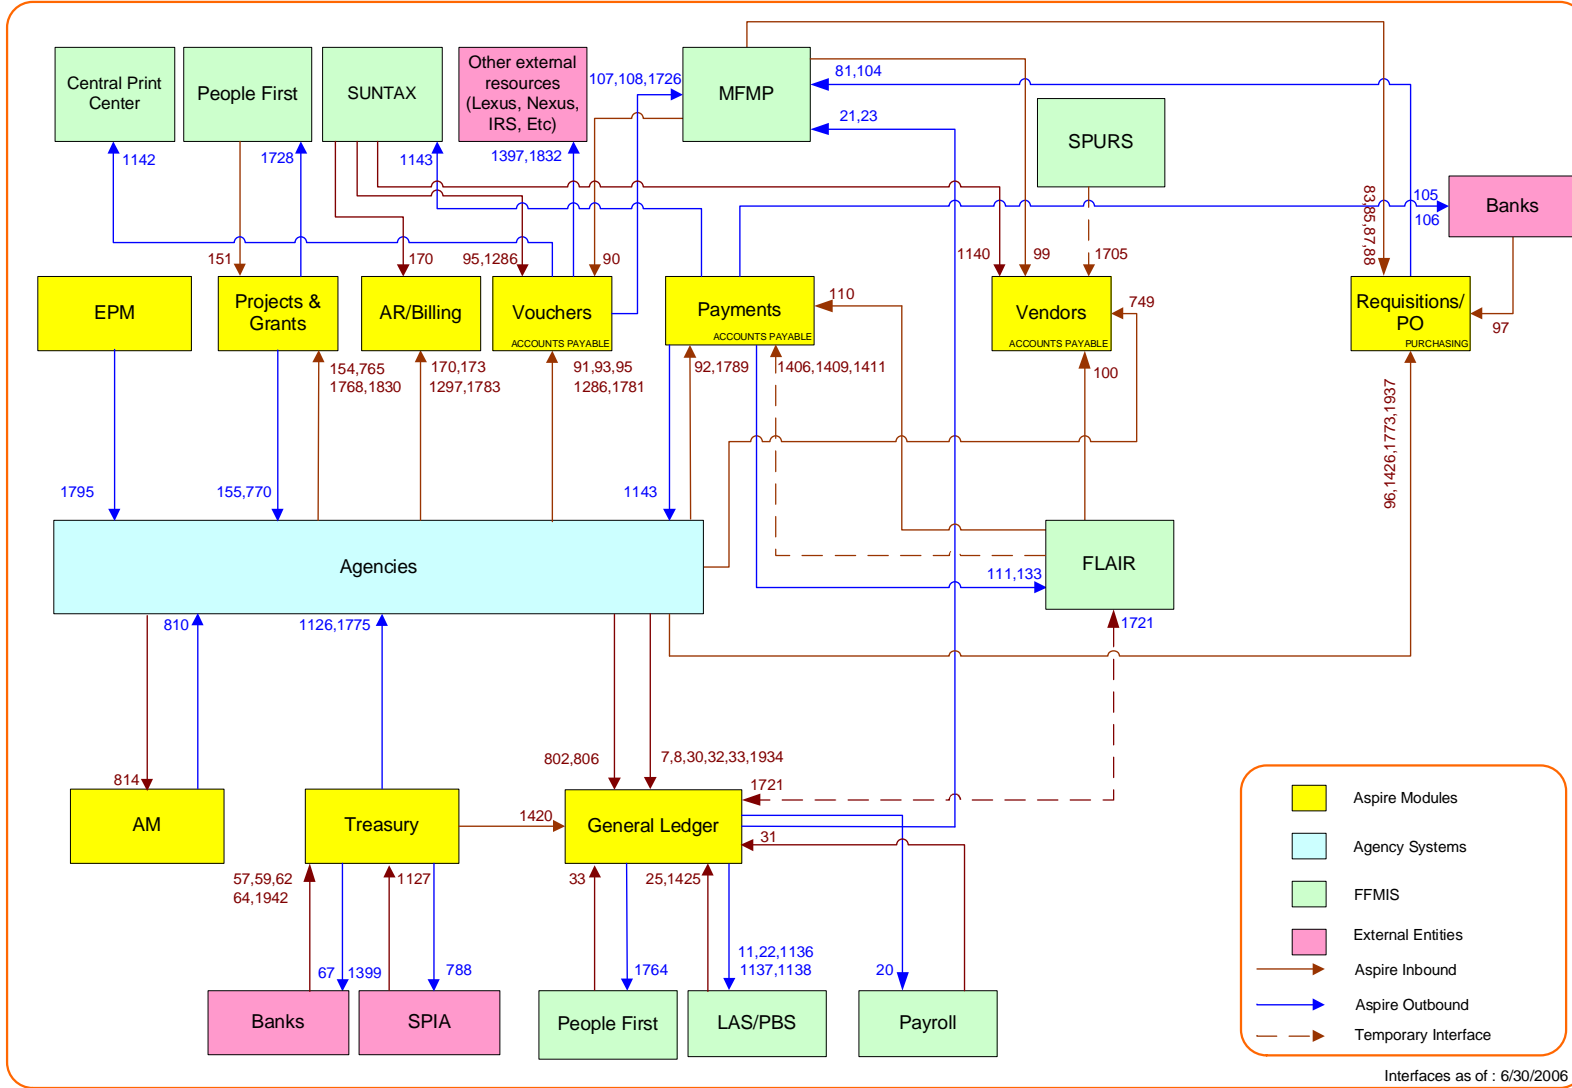 Central Print
Center
People First
SUNTAX
Other external
resources
(Lexus, Nexus,
IRS, Etc)
107,108,1726
MFMP
81,104
21,23
SPURS
Banks
105
106
83,85,87,88
1142
1728
1143
1397,1832
151
170
95,1286
90
1140
99
1705
749
97
EPM
Projects &
Grants
AR/Billing
Vouchers
ACCOUNTS PAYABLE
Payments
ACCOUNTS PAYABLE
110
Vendors
ACCOUNTS PAYABLE
Requisitions/
PO
PURCHASING
154,765
1768,1830
170,173
1297,1783
91,93,95
1286,1781
92,1789
1406,1409,1411
100
96,1426,1773,1937
1795
155,770
1143
Agencies
FLAIR
111,133
810
1126,1775
1721
802,806
7,8,30,32,33,1934
814
1721
AM
Treasury
1420
General Ledger
31
57,59,62
64,1942
1127
33
25,1425
67
1399
788
1764
11,22,1136
1137,1138
20
Banks
SPIA
People First
LAS/PBS
Payroll
Aspire Modules
Agency Systems
FFMIS
External Entities
Aspire Inbound
Aspire Outbound
Temporary Interface
Interfaces as of : 6/30/2006